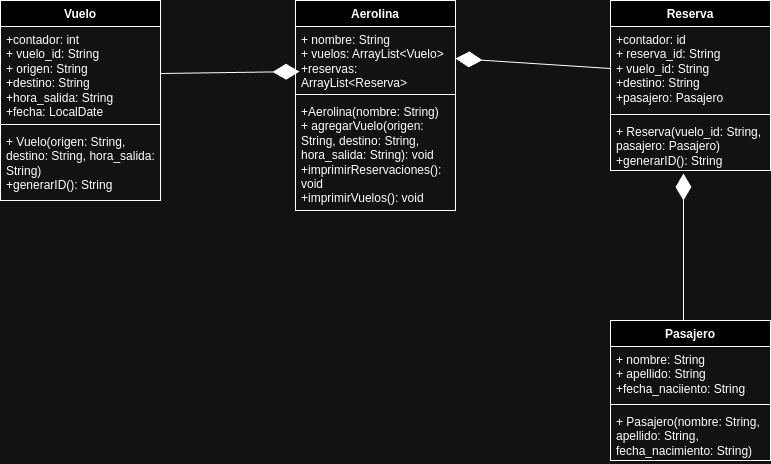 Vuelo
+contador: int
+ vuelo_id: String
+ origen: String
+destino: String
+hora_salida: String
+fecha: LocalDate
+ Vuelo(origen: String,
destino: String, hora_salida:
String)
+generarID(): String
Aerolina
+ nombre: String
+ vuelos: ArrayList<Vuelo>
+reservas:
ArrayList<Reserva>
+Aerolina(nombre: String)
+ agregarVuelo(origen:
String, destino: String,
hora_salida: String): void
+imprimirReservaciones():
void
+imprimirVuelos(): void
Reserva
+contador: id
+ reserva_id: String
+ vuelo_id: String
+destino: String
+pasajero: Pasajero
+ Reserva(vuelo_id: String,
pasajero: Pasajero)
+generarID(): String
Pasajero
+ nombre: String
+ apellido: String
+fecha_naciiento: String
+ Pasajero(nombre: String,
apellido: String,
fecha_nacimiento: String)